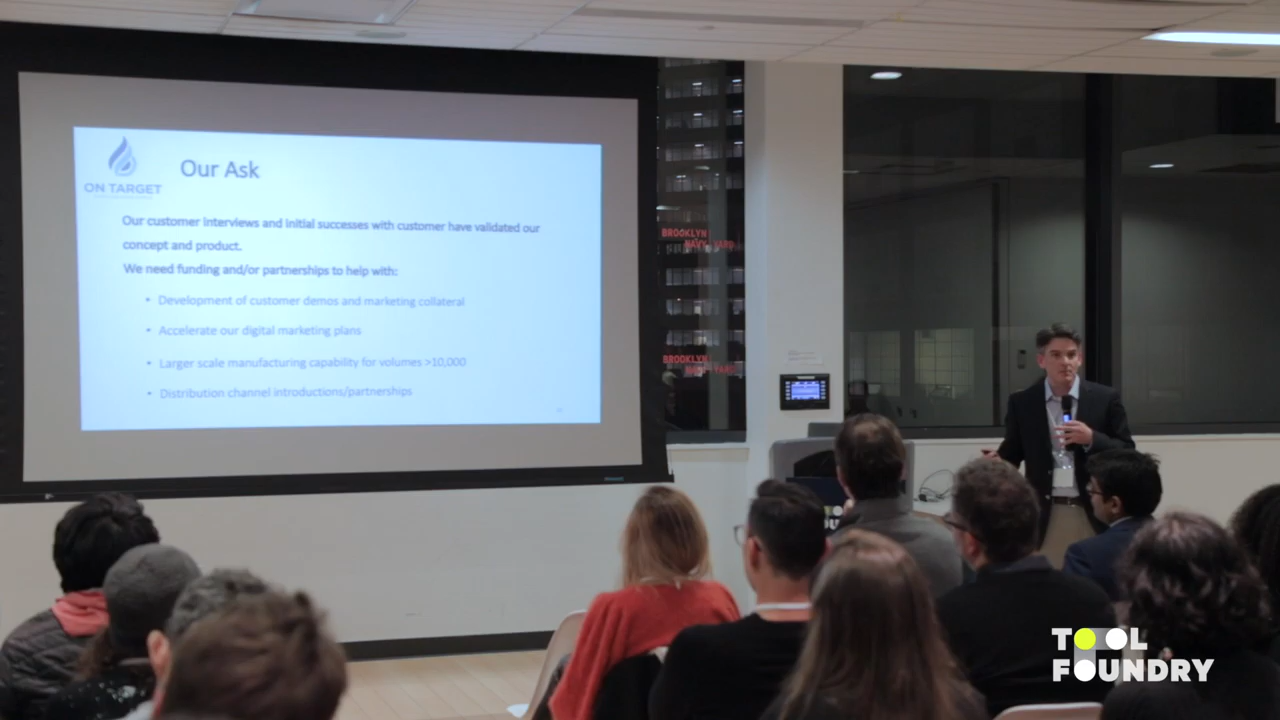 ON TARGET
Our Ask
Our customer interviews and initial successes with customer have validated our
concept and product.
We need funding and/or partnerships to help with:
• Development of customer demos and marketing collateral
• Accelerate our digital marketing plans
• Larger scale manufacturing capability for volumes >10,000
• Distribution channel introductions/partnerships
BROOKLYN
NAVY YARD
BROOKLYN
NAVY YARD
TOOL
FOUNDRY